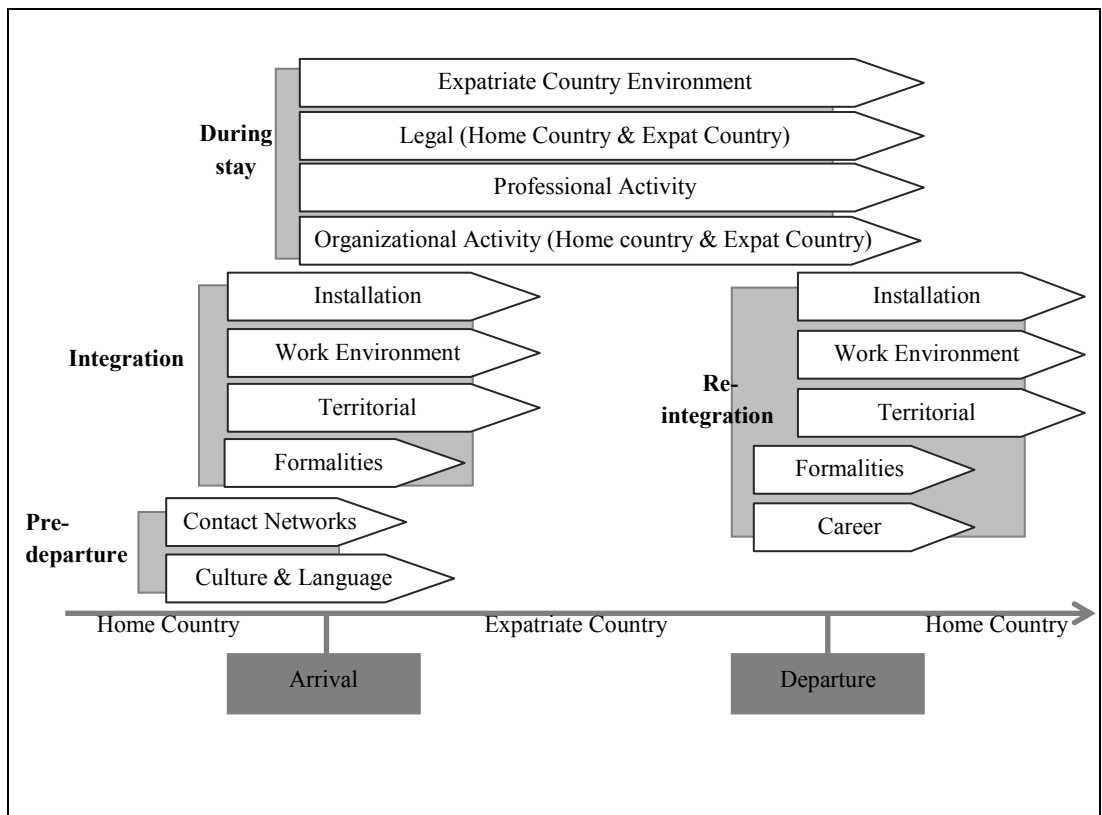 Expatriate Country Environment
During
stay
Legal (Home Country & Expat Country)
Professional Activity
Organizational Activity (Home country & Expat Country)
Integration
Installation
Work Environment
Territorial
Formalities
Re-
integration
Installation
Work Environment
Territorial
Formalities
Career
Pre-
departure
Contact Networks
Culture & Language
Home Country
Expatriate Country
Home Country
Arrival
Departure